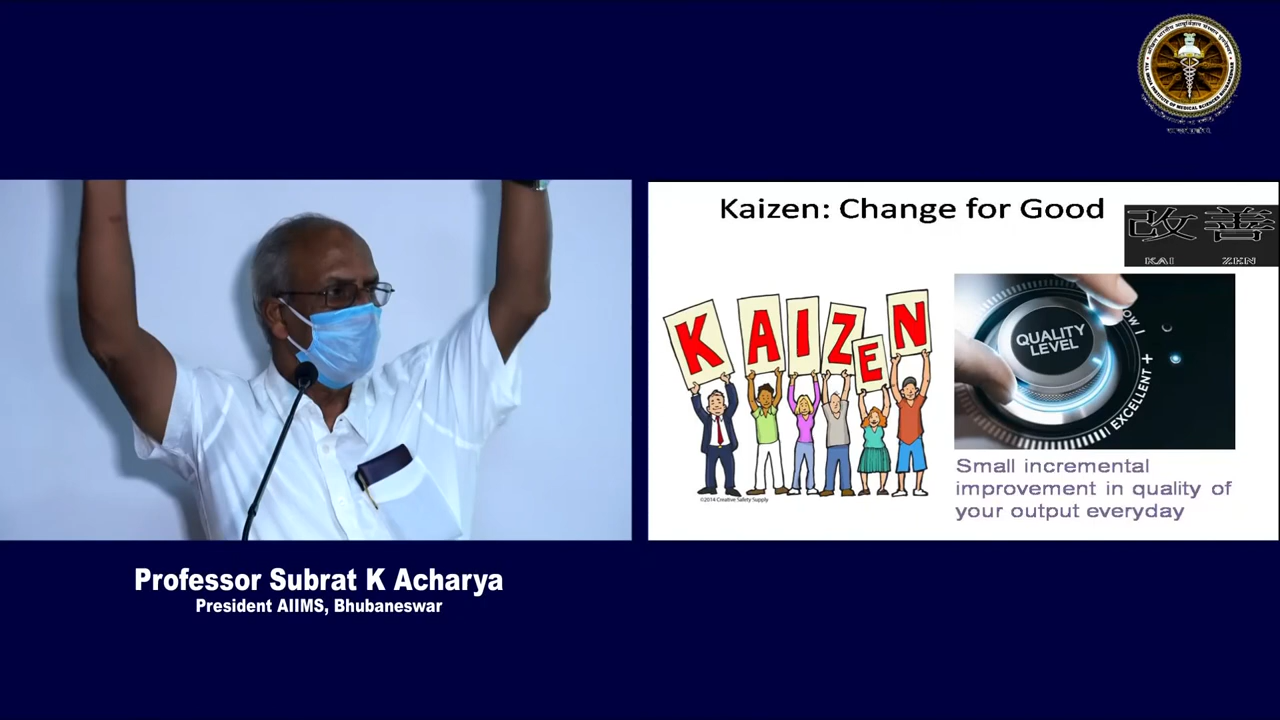 Kaizen: Change for Good
改善
KAI ZEN
KAIZEN
QUALITY
LEVEL
LOW
EXCELLENT +
©2014 Creative Safety Supply
Small incremental
improvement in quality of
your output everyday
Professor Subrat K Acharya
President AIIMS, Bhubaneswar